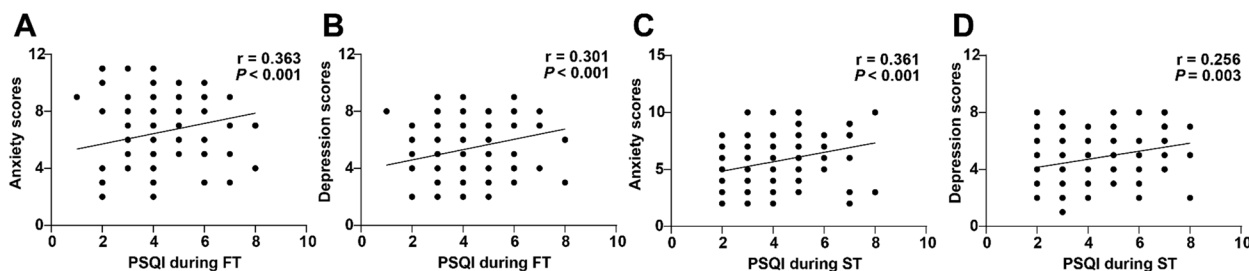 A
r = 0.363
P < 0.001
Anxiety scores
12
8
4
0
0 2 4 6 8 10
PSQI during FT
B
r = 0.301
P < 0.001
Depression scores
12
8
4
0
0 2 4 6 8 10
PSQI during FT
C
r = 0.361
P < 0.001
Anxiety scores
15
10
5
0
0 2 4 6 8 10
PSQI during ST
D
r = 0.256
P = 0.003
Depression scores
12
8
4
0
0 2 4 6 8 10
PSQI during ST